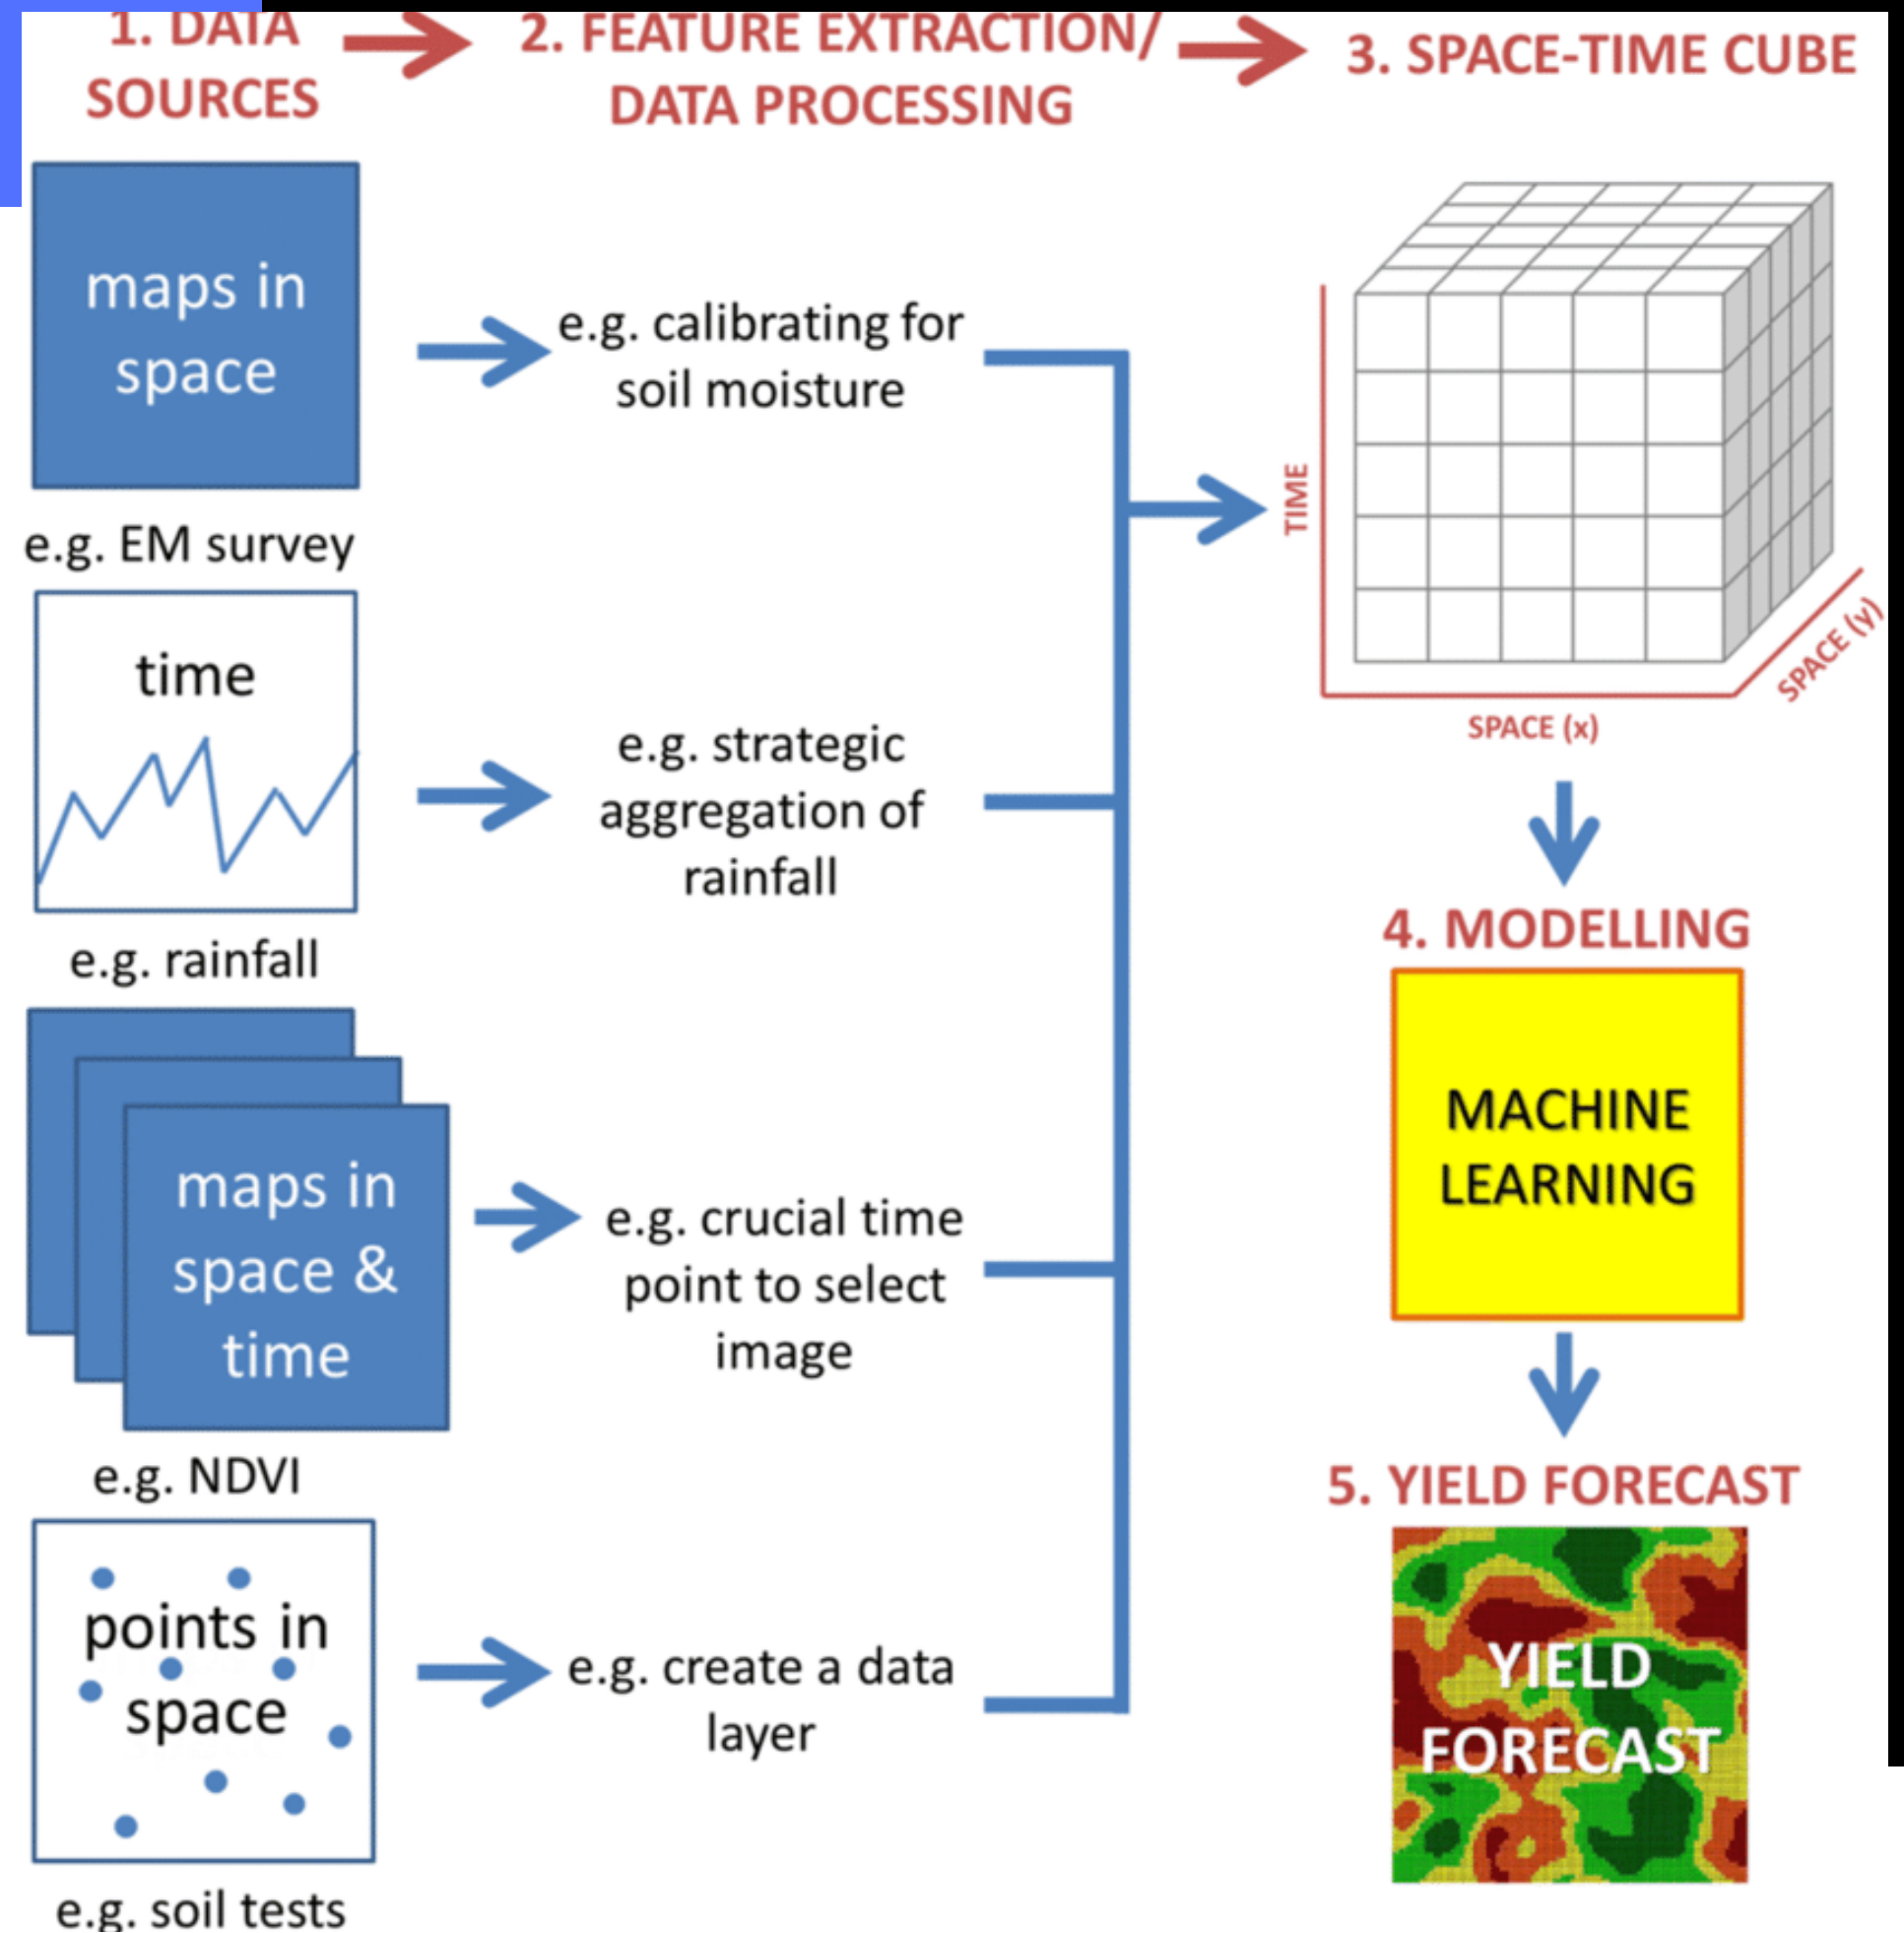 1. DATA
SOURCES
2. FEATURE EXTRACTION/
DATA PROCESSING
3. SPACE-TIME CUBE
maps in
space
e.g. EM survey
e.g. calibrating for
soil moisture
time
e.g. rainfall
e.g. strategic
aggregation of
rainfall
maps in
space &
time
e.g. NDVI
e.g. crucial time
point to select
image
points in
space
e.g. soil tests
e.g. create a data
layer
TIME
SPACE (x)
SPACE (y)
4. MODELLING
MACHINE
LEARNING
5. YIELD FORECAST
YIELD
FORECAST